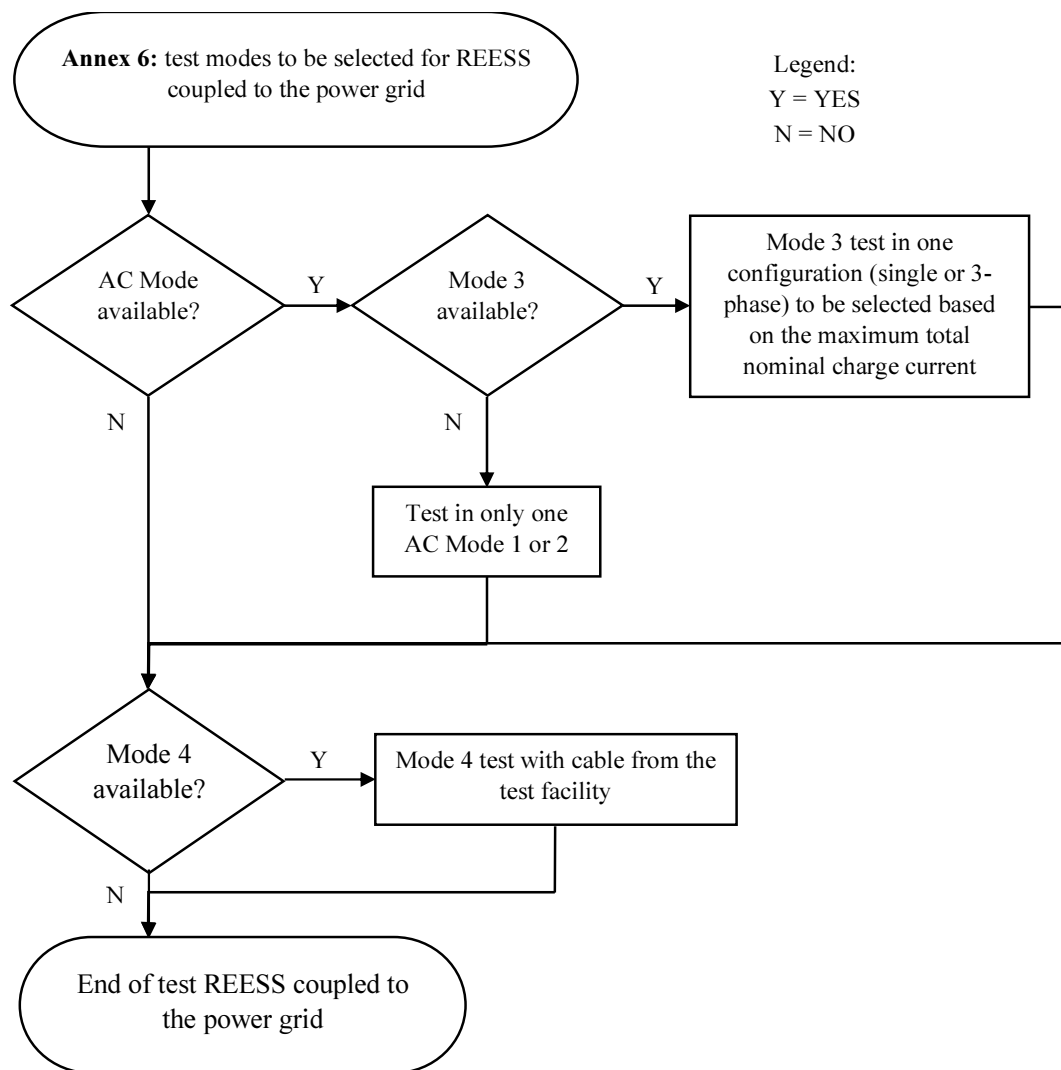 Annex 6: test modes to be selected for REESS
coupled to the power grid
Legend:
Y = YES
N = NO
AC Mode
available?
Y
Mode 3
available?
Y
Mode 3 test in one
configuration (single or 3-
phase) to be selected based
on the maximum total
nominal charge current
N
N
Test in only one
AC Mode 1 or 2
Mode 4
available?
Y
Mode 4 test with cable from the
test facility
N
End of test REESS coupled to
the power grid